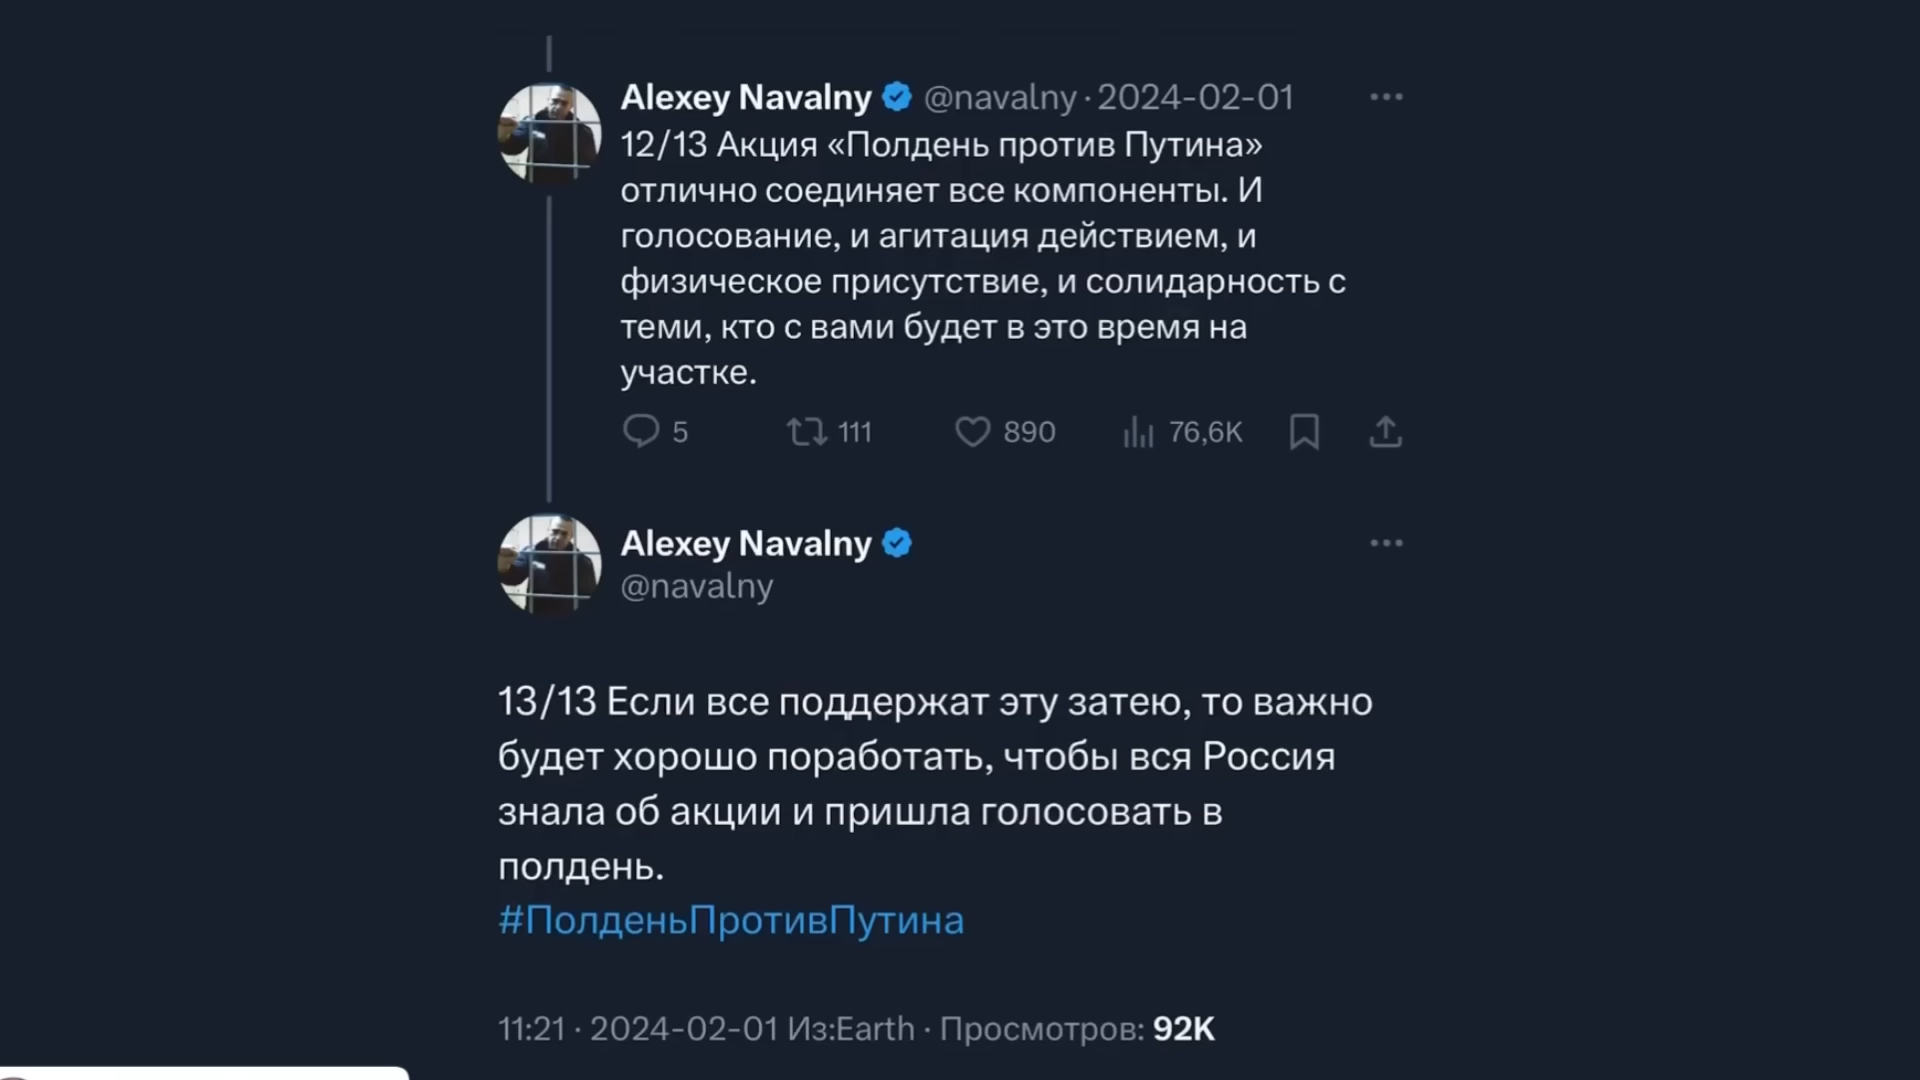 Alexey Navalny @navalny · 2024-02-01
12/13 Акция «Полдень против Путина»
отлично соединяет все компоненты. И
голосование, и агитация действием, и
физическое присутствие, и солидарность с
теми, кто с вами будет в это время на
участке.
5 111 890 76,6K
Alexey Navalny
@navalny
13/13 Если все поддержат эту затею, то важно
будет хорошо поработать, чтобы вся Россия
знала об акции и пришла голосовать в
полдень.
#ПолденьПротивПутина
11:21 · 2024-02-01 Из:Earth · Просмотров: 92K